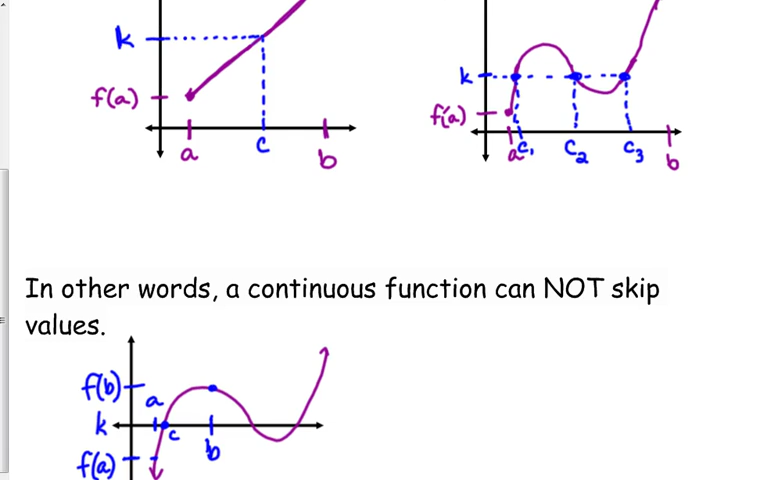 k
f(a)
a
c
b
k
f(a)
a
c₁
c₂
c₃
b
In other words, a continuous function can NOT skip
values.
f(b)
a
k
c
b
f(a)